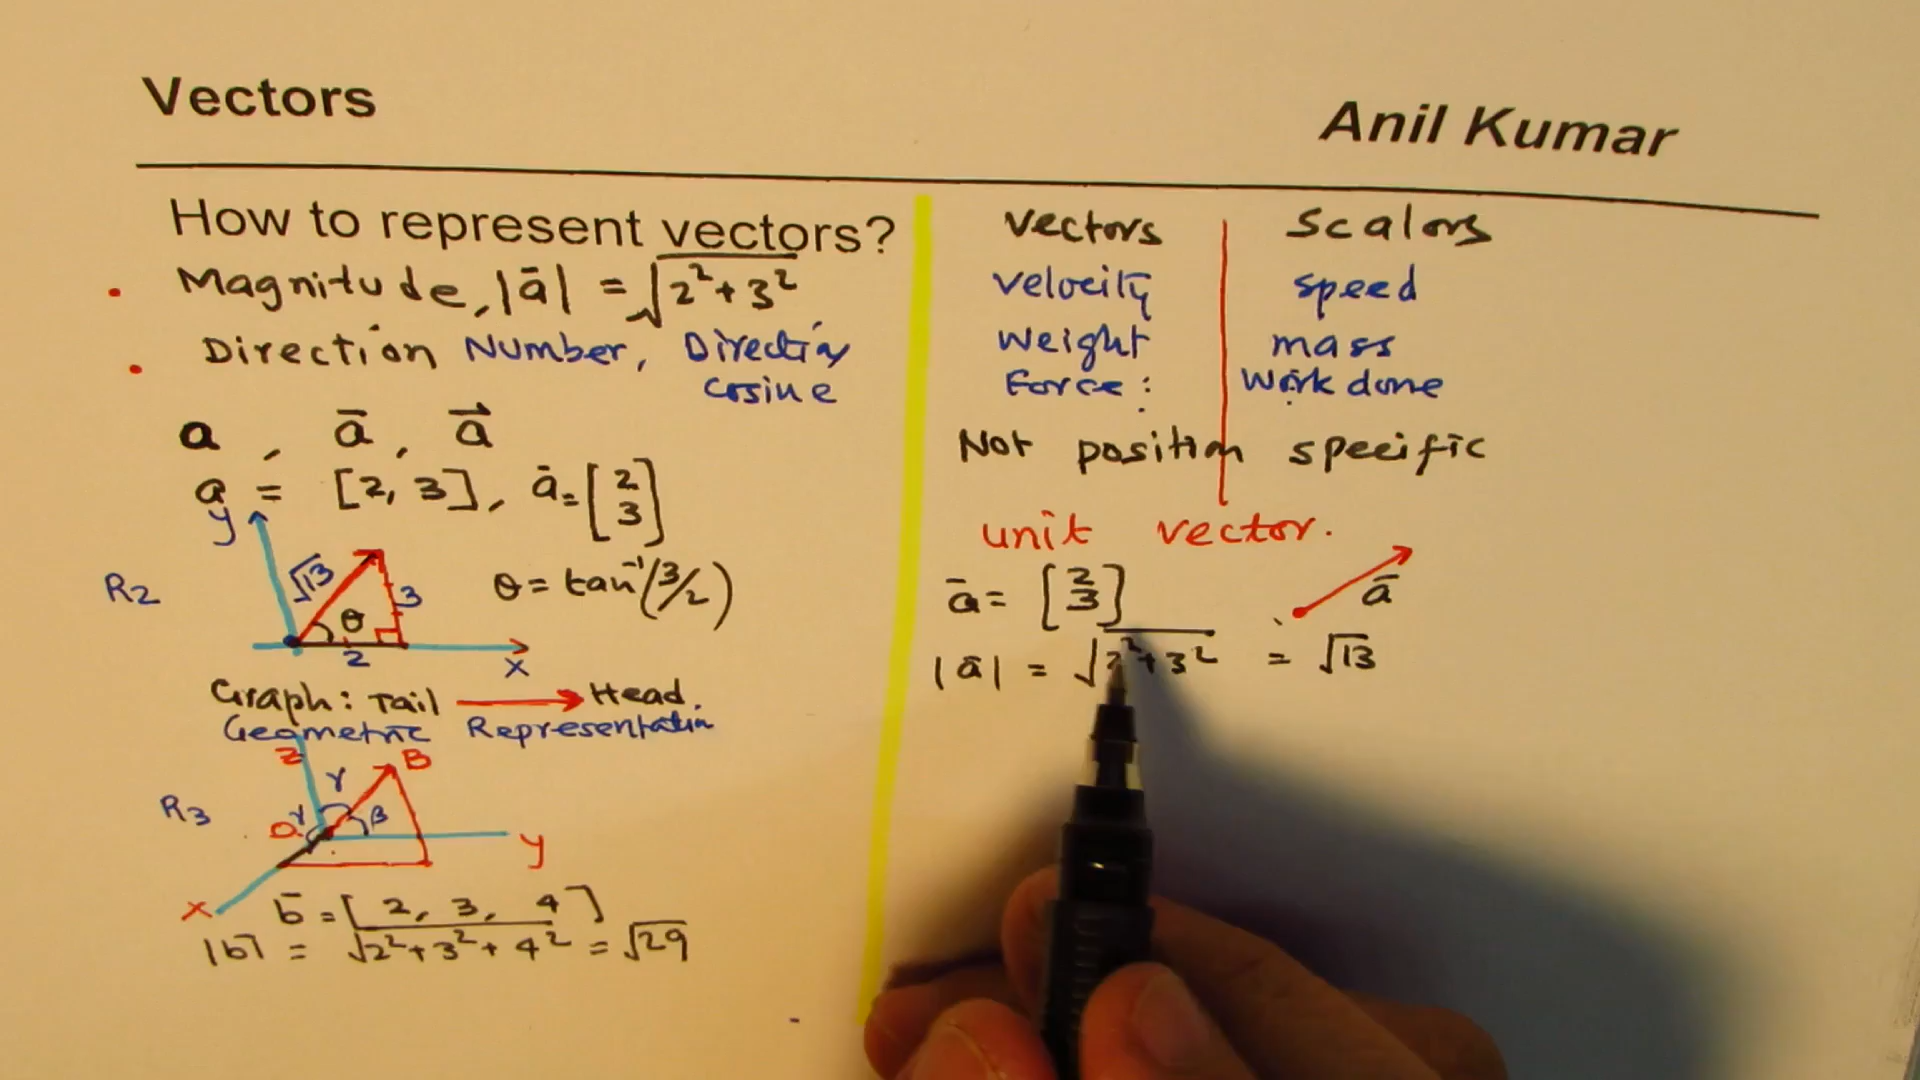 Vectors
Anil Kumar
How to represent vectors?
Magnitude, |ā| = √2²+3²
Direction Number, Direction
cosine
a , ā , a⃗
a = [2, 3], ā = [2
3]
y
R2
√13
θ
3
2
x
θ = tan⁻¹(3/2)
Graph: Tail → Head.
Geometric Representation
z
γ
B
R3
O
β
y
x
b̄ = [2, 3, 4]
|b̄| = √2²+3²+4² = √29
Vectors | Scalars
Velocity | speed
Weight | mass
Force: | Work done
Not position specific
unit vector.
ā = [2
3]
ā
|ā| = √2²+3² = √13